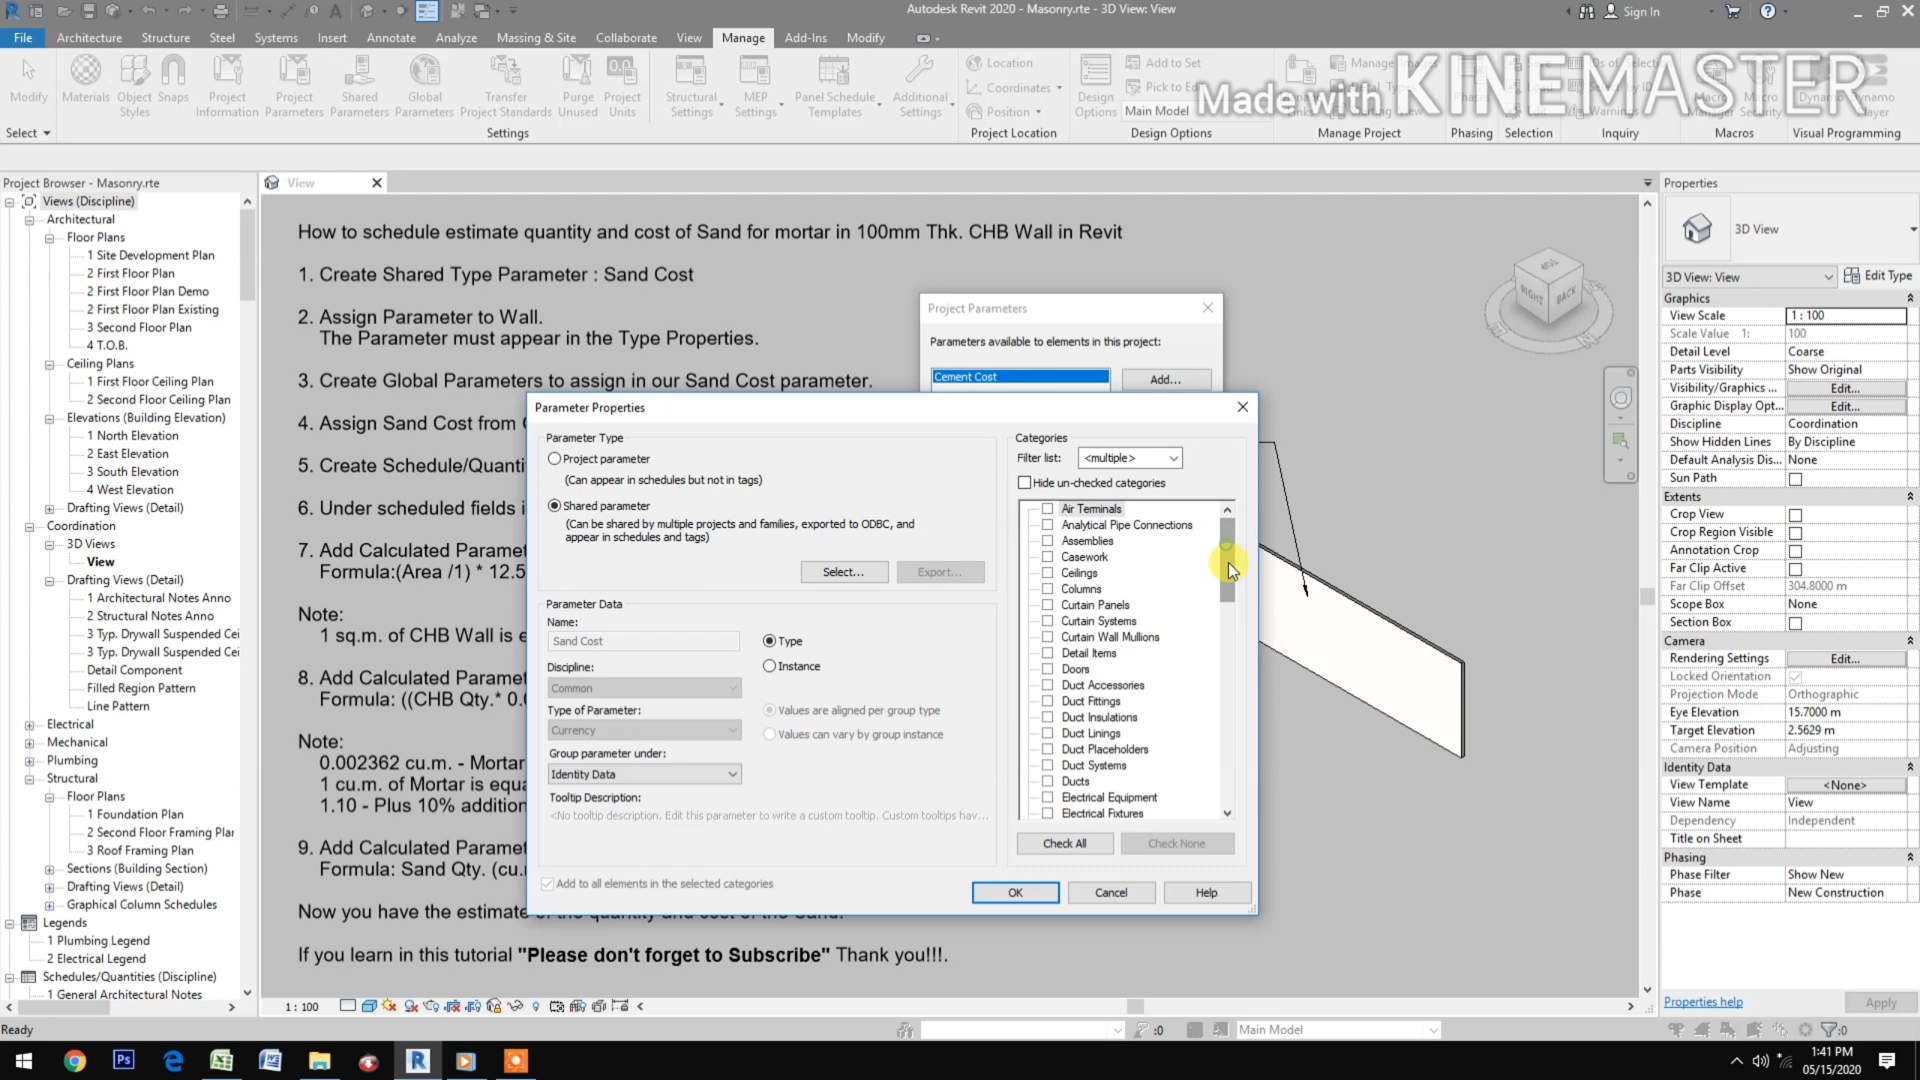 Autodesk Revit 2020 - Masonry.rte - 3D View: View
Sign In
File Architecture Structure Steel Systems Insert Annotate Analyze Massing & Site Collaborate View Manage Add-Ins Modify
Modify
Materials
Object Styles
Snaps
Project Information
Project Parameters
Shared Parameters
Global Parameters
Transfer Project Standards
Purge Unused
Project Units
Structural Settings
MEP Settings
Panel Schedule Templates
Additional Settings
Location
Coordinates
Position
Design Options
Add to Set
Pick to Edit
Main Model
Made with KINEMASTER
Select
Settings
Project Location
Design Options
Manage Project
Phasing
Selection
Inquiry
Macros
Visual Programming
Project Browser - Masonry.rte
Views (Discipline)
Architectural
Floor Plans
1 Site Development Plan
2 First Floor Plan
2 First Floor Plan Demo
2 First Floor Plan Existing
3 Second Floor Plan
4 T.O.B.
Ceiling Plans
1 First Floor Ceiling Plan
2 Second Floor Ceiling Plan
Elevations (Building Elevation)
1 North Elevation
2 East Elevation
3 South Elevation
4 West Elevation
Drafting Views (Detail)
Coordination
3D Views
View
Drafting Views (Detail)
1 Architectural Notes Anno
2 Structural Notes Anno
3 Typ. Drywall Suspended Cei
3 Typ. Drywall Suspended Cei
Detail Component
Filled Region Pattern
Line Pattern
Electrical
Mechanical
Plumbing
Structural
Floor Plans
1 Foundation Plan
2 Second Floor Framing Plar
3 Roof Framing Plan
Sections (Building Section)
Drafting Views (Detail)
Graphical Column Schedules
Legends
1 Plumbing Legend
2 Electrical Legend
Schedules/Quantities (Discipline)
1 General Architectural Notes
View
How to schedule estimate quantity and cost of Sand for mortar in 100mm Thk. CHB Wall in Revit
1. Create Shared Type Parameter : Sand Cost
2. Assign Parameter to Wall.
The Parameter must appear in the Type Properties.
3. Create Global Parameters to assign in our Sand Cost parameter.
4. Assign Sand Cost from
5. Create Schedule/Quanti
6. Under scheduled fields i
7. Add Calculated Paramet
Formula:(Area /1) * 12.5
Note:
1 sq.m. of CHB Wall is e
8. Add Calculated Paramet
Formula: ((CHB Qty.* 0.
Note:
0.002362 cu.m. - Mortar
1 cu.m. of Mortar is equa
1.10 - Plus 10% addition
9. Add Calculated Paramet
Formula: Sand Qty. (cu.
Now you have the estimate of the quantity and cost of the Sand.
If you learn in this tutorial "Please don't forget to Subscribe" Thank you!!!.
Project Parameters
Parameters available to elements in this project:
Cement Cost
Add...
Parameter Properties
Parameter Type
Project parameter
(Can appear in schedules but not in tags)
Shared parameter
(Can be shared by multiple projects and families, exported to ODBC, and
appear in schedules and tags)
Select...
Export...
Parameter Data
Name:
Sand Cost
Type
Discipline:
Instance
Common
Type of Parameter:
Values are aligned per group type
Currency
Values can vary by group instance
Group parameter under:
Identity Data
Tooltip Description:
<No tooltip description. Edit this parameter to write a custom tooltip. Custom tooltips hav...
Add to all elements in the selected categories
Categories
Filter list: <multiple>
Hide un-checked categories
Air Terminals
Analytical Pipe Connections
Assemblies
Casework
Ceilings
Columns
Curtain Panels
Curtain Systems
Curtain Wall Mullions
Detail Items
Doors
Duct Accessories
Duct Fittings
Duct Insulations
Duct Linings
Duct Placeholders
Duct Systems
Ducts
Electrical Equipment
Electrical Fixtures
Check All
Check None
OK
Cancel
Help
TOP
RIGHT
BACK
Properties
3D View
3D View: View
Edit Type
Graphics
View Scale 1 : 100
Scale Value 1: 100
Detail Level Coarse
Parts Visibility Show Original
Visibility/Graphics ... Edit...
Graphic Display Opt... Edit...
Discipline Coordination
Show Hidden Lines By Discipline
Default Analysis Dis... None
Sun Path
Extents
Crop View
Crop Region Visible
Annotation Crop
Far Clip Active
Far Clip Offset 304.8000 m
Scope Box None
Section Box
Camera
Rendering Settings Edit...
Locked Orientation
Projection Mode Orthographic
Eye Elevation 15.7000 m
Target Elevation 2.5629 m
Camera Position Adjusting
Identity Data
View Template <None>
View Name View
Dependency Independent
Title on Sheet
Phasing
Phase Filter Show New
Phase New Construction
Properties help
Apply
1 : 100
Ready
:0
Main Model
:0
1:41 PM
05/15/2020